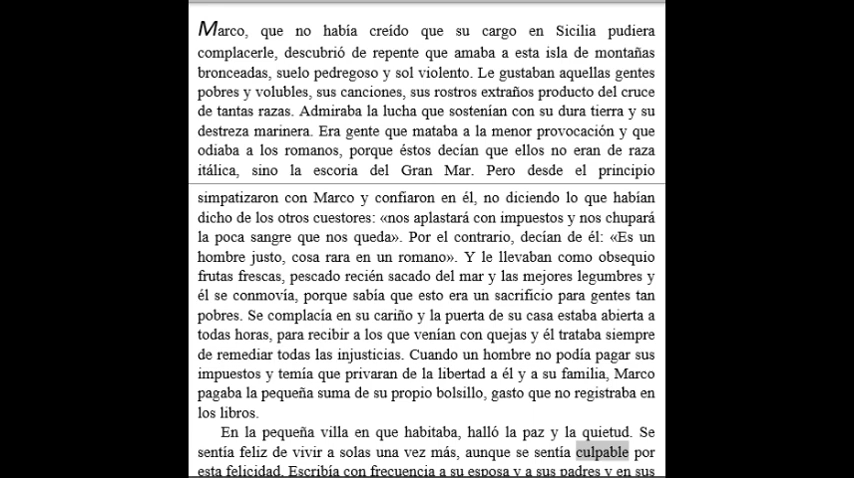 Marco, que no había creído que su cargo en Sicilia pudiera
complacerle, descubrió de repente que amaba a esta isla de montañas
bronceadas, suelo pedregoso y sol violento. Le gustaban aquellas gentes
pobres y volubles, sus canciones, sus rostros extraños producto del cruce
de tantas razas. Admiraba la lucha que sostenían con su dura tierra y su
destreza marinera. Era gente que mataba a la menor provocación y que
odiaba a los romanos, porque éstos decían que ellos no eran de raza
itálica, sino la escoria del Gran Mar. Pero desde el principio
simpatizaron con Marco y confiaron en él, no diciendo lo que habían
dicho de los otros cuestores: «nos aplastará con impuestos y nos chupará
la poca sangre que nos queda». Por el contrario, decían de él: «Es un
hombre justo, cosa rara en un romano». Y le llevaban como obsequio
frutas frescas, pescado recién sacado del mar y las mejores legumbres y
él se conmovía, porque sabía que esto era un sacrificio para gentes tan
pobres. Se complacía en su cariño y la puerta de su casa estaba abierta a
todas horas, para recibir a los que venían con quejas y él trataba siempre
de remediar todas las injusticias. Cuando un hombre no podía pagar sus
impuestos y temía que privaran de la libertad a él y a su familia, Marco
pagaba la pequeña suma de su propio bolsillo, gasto que no registraba en
los libros.
En la pequeña villa en que habitaba, halló la paz y la quietud. Se
sentía feliz de vivir a solas una vez más, aunque se sentía culpable por
esta felicidad. Escribía con frecuencia a su esposa y a sus padres y en sus